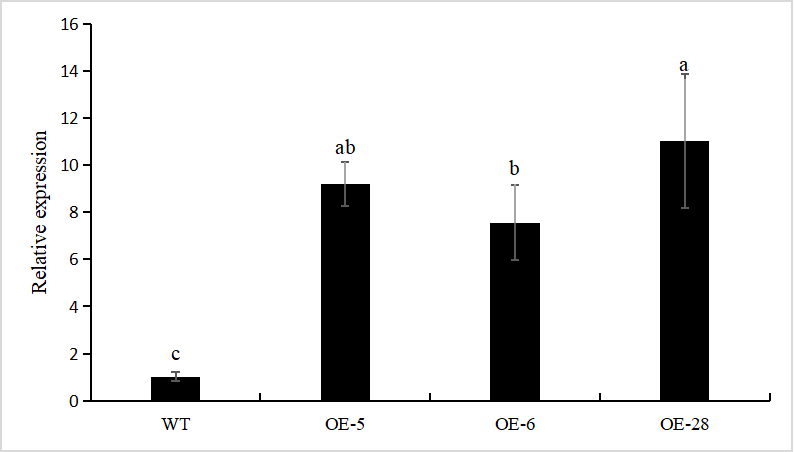 16
14
12
10
8
6
4
2
0
Relative expression
c
ab
b
a
WT
OE-5
OE-6
OE-28